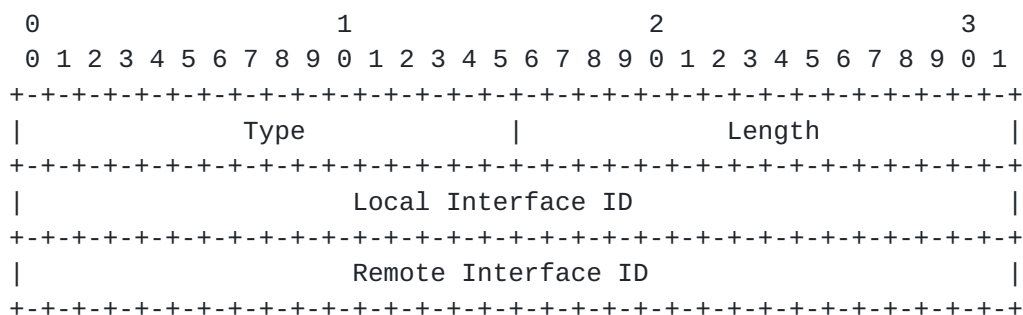 0                   1                   2                   3
 0 1 2 3 4 5 6 7 8 9 0 1 2 3 4 5 6 7 8 9 0 1 2 3 4 5 6 7 8 9 0 1
+-+-+-+-+-+-+-+-+-+-+-+-+-+-+-+-+-+-+-+-+-+-+-+-+-+-+-+-+-+-+-+-+
|              Type             |             Length            |
+-+-+-+-+-+-+-+-+-+-+-+-+-+-+-+-+-+-+-+-+-+-+-+-+-+-+-+-+-+-+-+-+
|                     Local Interface ID                        |
+-+-+-+-+-+-+-+-+-+-+-+-+-+-+-+-+-+-+-+-+-+-+-+-+-+-+-+-+-+-+-+-+
|                     Remote Interface ID                       |
+-+-+-+-+-+-+-+-+-+-+-+-+-+-+-+-+-+-+-+-+-+-+-+-+-+-+-+-+-+-+-+-+